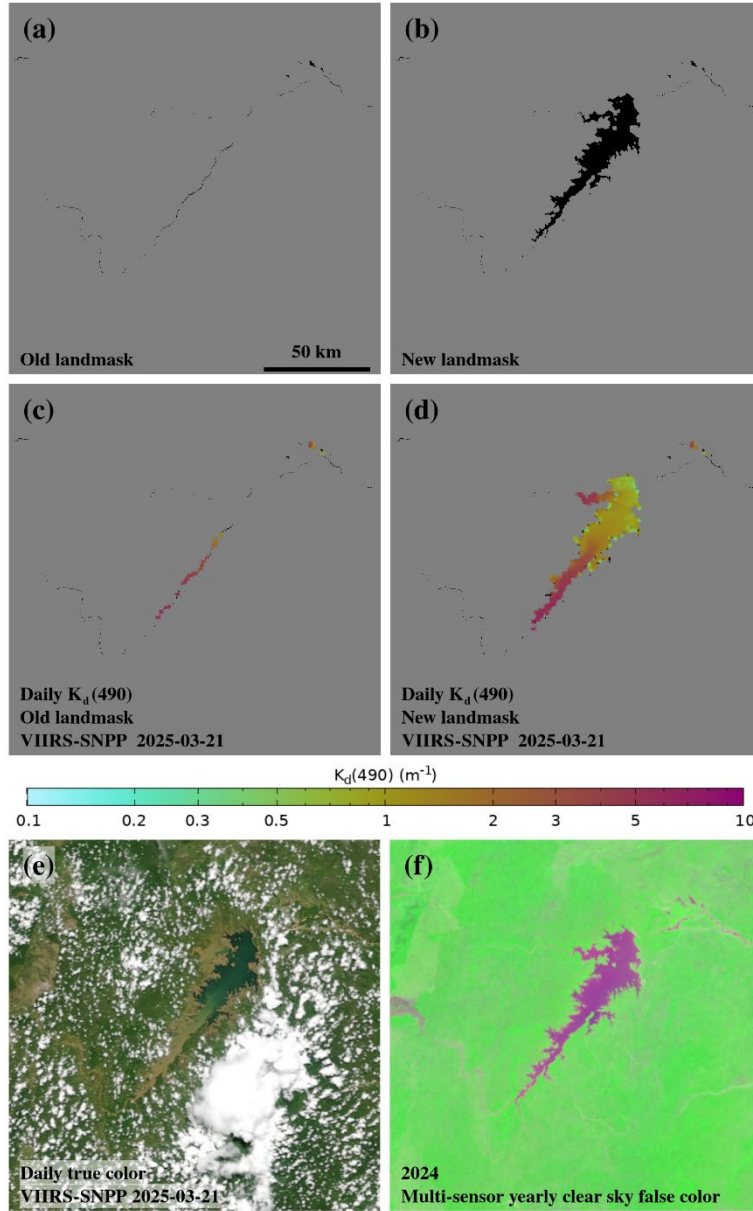 (a)
(b)
Old landmask
50 km
New landmask
(c)
(d)
Daily K_d(490)
Old landmask
VIIRS-SNPP 2025-03-21
Daily K_d(490)
New landmask
VIIRS-SNPP 2025-03-21
K_d(490) (m⁻¹)
0.1 0.2 0.3 0.5 1 2 3 5 10
(e)
(f)
Daily true color
VIIRS-SNPP 2025-03-21
2024
Multi-sensor yearly clear sky false color